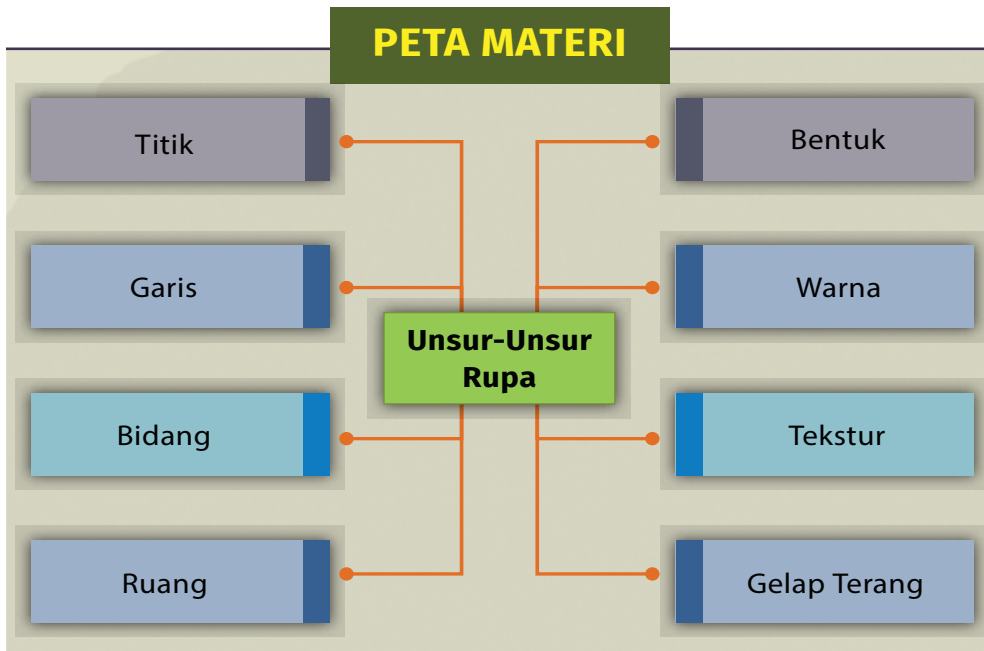 PETA MATERI
Titik
Garis
Bidang
Ruang
Unsur-Unsur
Rupa
Bentuk
Warna
Tekstur
Gelap Terang